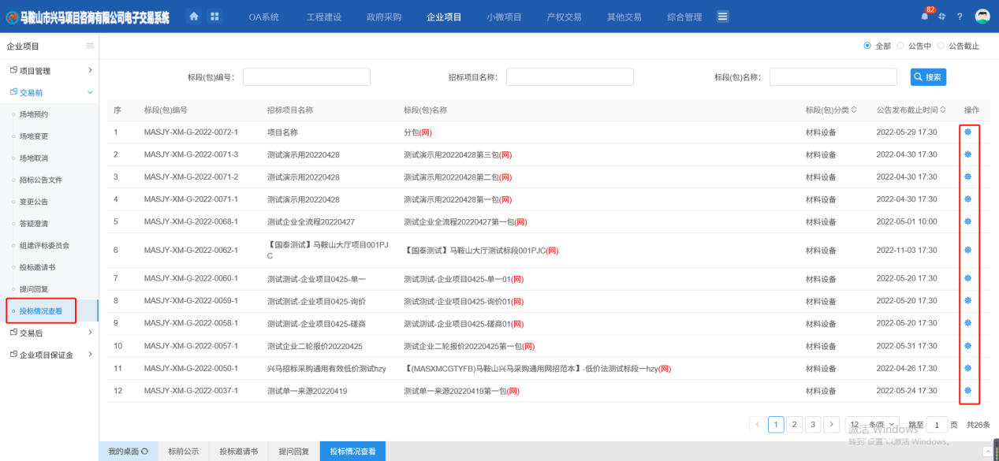 马鞍山市兴马项目咨询有限公司电子交易系统 OA系统 工程建设 政府采购 企业项目 小微项目 产权交易 其他交易 综合管理 82 ?
企业项目
项目管理
交易前
场地预约
场地变更
场地取消
招标公告文件
变更公告
答疑澄清
组建评标委员会
投标邀请书
提问回复
投标情况查看
交易后
企业项目保证金
全部 公告中 公告截止
标段(包)编号: 招标项目名称: 标段(包)名称: 搜索
序 标段(包)编号 招标项目名称 标段(包)名称 标段(包)分类 公告发布截止时间 操作
1 MASJY-XM-G-2022-0072-1 项目名称 分包(网) 材料设备 2022-05-29 17:30
2 MASJY-XM-G-2022-0071-3 测试演示用20220428 测试演示用20220428第三包(网) 材料设备 2022-04-30 17:30
3 MASJY-XM-G-2022-0071-2 测试演示用20220428 测试演示用20220428第二包(网) 材料设备 2022-04-30 17:30
4 MASJY-XM-G-2022-0071-1 测试演示用20220428 测试演示用20220428第一包(网) 材料设备 2022-04-30 17:30
5 MASJY-XM-G-2022-0068-1 测试企业全流程20220427 测试企业全流程20220427第一包(网) 材料设备 2022-05-01 10:00
6 MASJY-XM-G-2022-0062-1 【国泰测试】马鞍山大厅项目001PJ
C 【国泰测试】马鞍山大厅测试标段001PJC(网) 材料设备 2022-11-03 17:30
7 MASJY-XM-G-2022-0060-1 测试测试-企业项目0425-单一 测试测试-企业项目0425-单一01(网) 材料设备 2022-05-20 17:30
8 MASJY-XM-G-2022-0059-1 测试测试-企业项目0425-询价 测试测试-企业项目0425-询价01(网) 材料设备 2022-05-20 17:30
9 MASJY-XM-G-2022-0058-1 测试测试-企业项目0425-磋商 测试测试-企业项目0425-磋商01(网) 材料设备 2022-05-20 17:30
10 MASJY-XM-G-2022-0057-1 测试企业二轮报价20220425 测试企业二轮报价20220425第一包(网) 材料设备 2022-05-31 17:30
11 MASJY-XM-G-2022-0050-1 兴马招标采购通用有效低价测试hzy 【(MASXMCGTYFB)马鞍山兴马采购通用网招范本】-低价法测试标段一hzy(网) 材料设备 2022-04-26 17:30
12 MASJY-XM-G-2022-0037-1 测试单一来源20220419 测试单一来源20220419第一包(网) 材料设备 2022-05-24 17:30
1 2 3 12 条/页 跳至 1 页 共26条
激活 Windows
转到"设置"以激活 Windows。
我的桌面 标前公示 投标邀请书 提问回复 投标情况查看